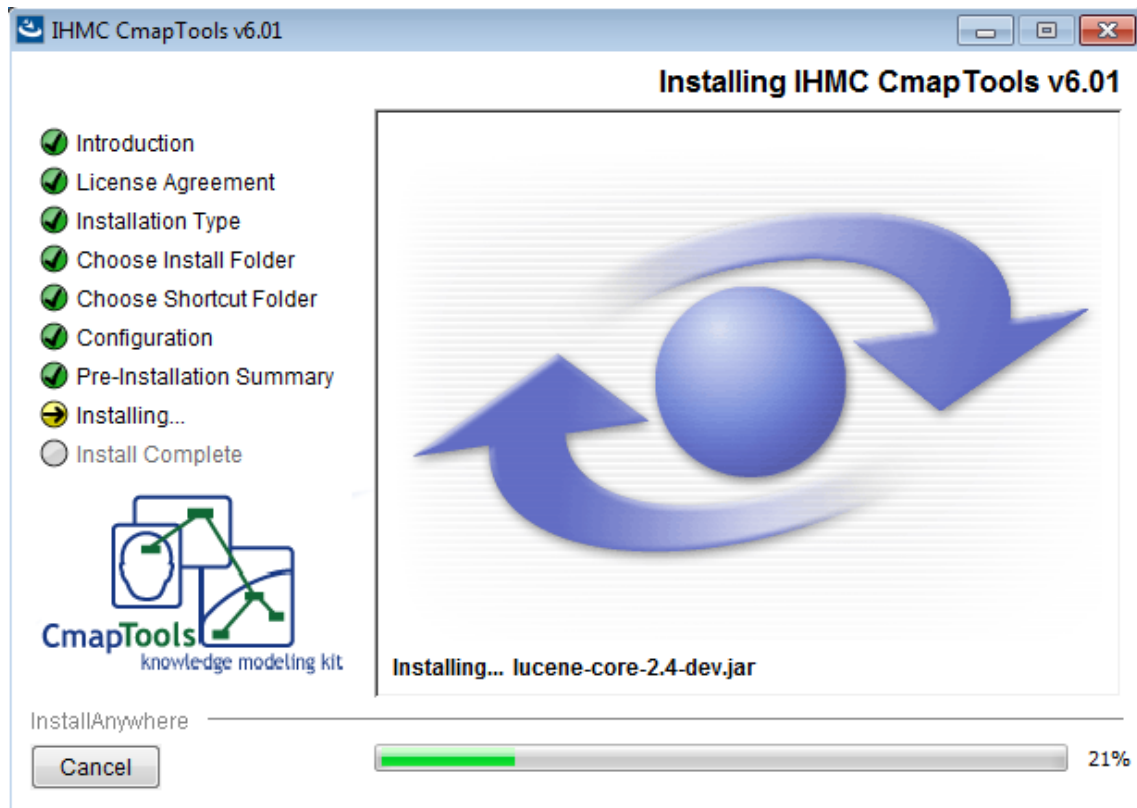 IHMC CmapTools v6.01
Installing IHMC CmapTools v6.01
Introduction
License Agreement
Installation Type
Choose Install Folder
Choose Shortcut Folder
Configuration
Pre-Installation Summary
Installing...
Install Complete
CmapTools
knowledge modeling kit
Installing... lucene-core-2.4-dev.jar
InstallAnywhere
Cancel
21%